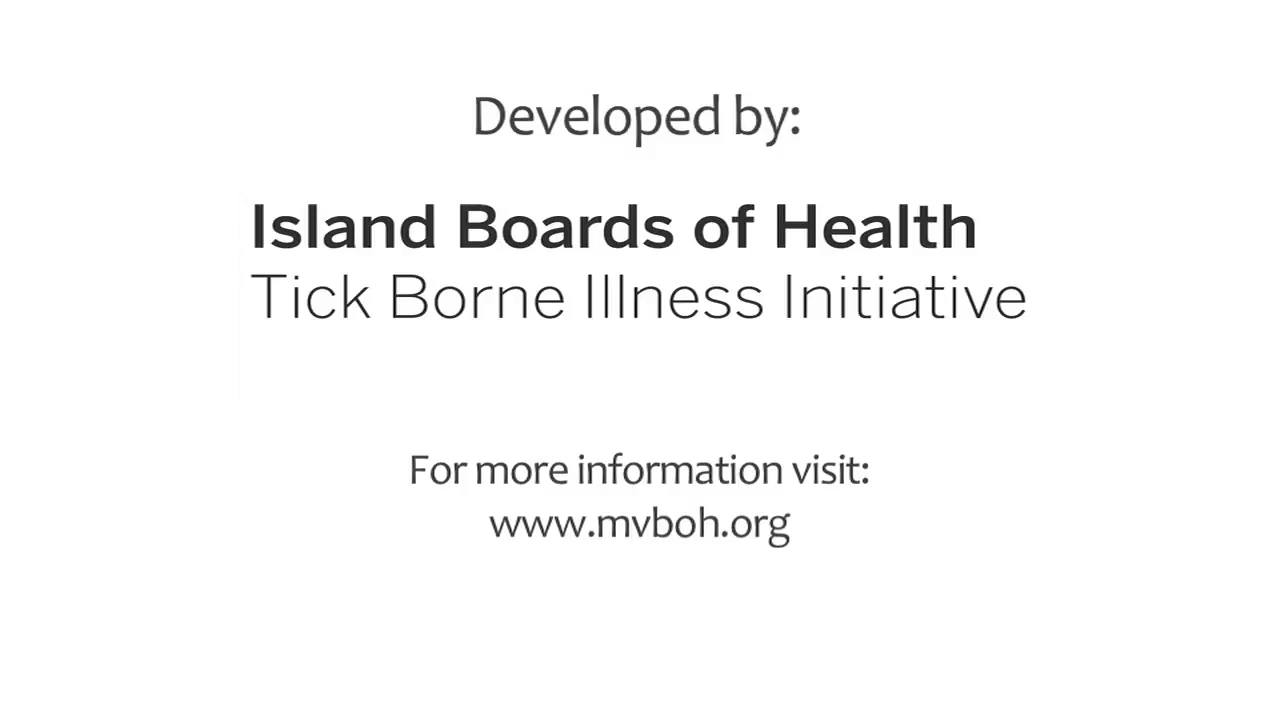 Developed by:
Island Boards of Health
Tick Borne Illness Initiative
For more information visit:
www.mvboh.org